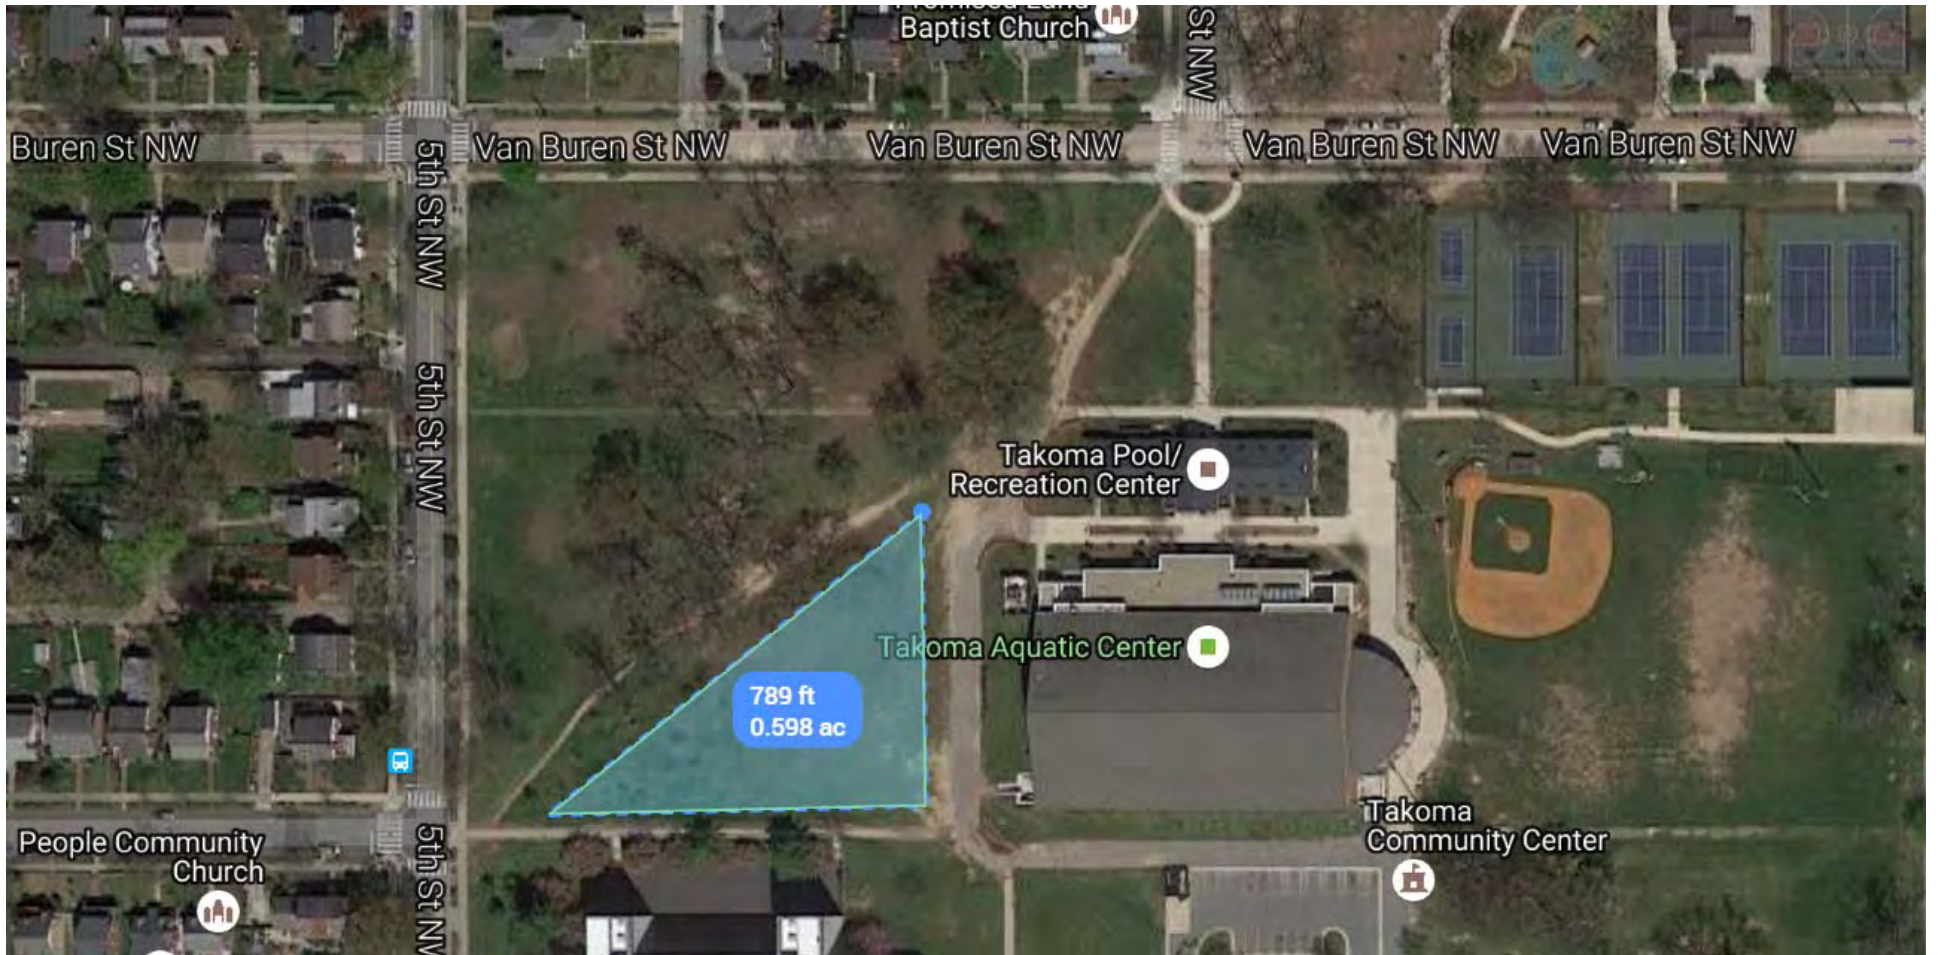 Promised Land
Baptist Church
St NW
Buren St NW
Van Buren St NW
Van Buren St NW
Van Buren St NW
Van Buren St NW
5th St NW
5th St NW
Takoma Pool/
Recreation Center
Takoma Aquatic Center
789 ft
0.598 ac
Takoma
Community Center
People Community
Church
5th St NW